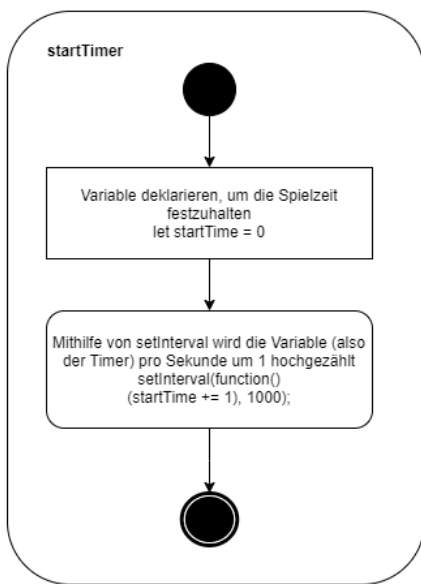 startTimer
Variable deklarieren, um die Spielzeit
festzuhalten
let startTime = 0
Mithilfe von setInterval wird die Variable (also
der Timer) pro Sekunde um 1 hochgezählt
setInterval(function()
(startTime += 1), 1000);